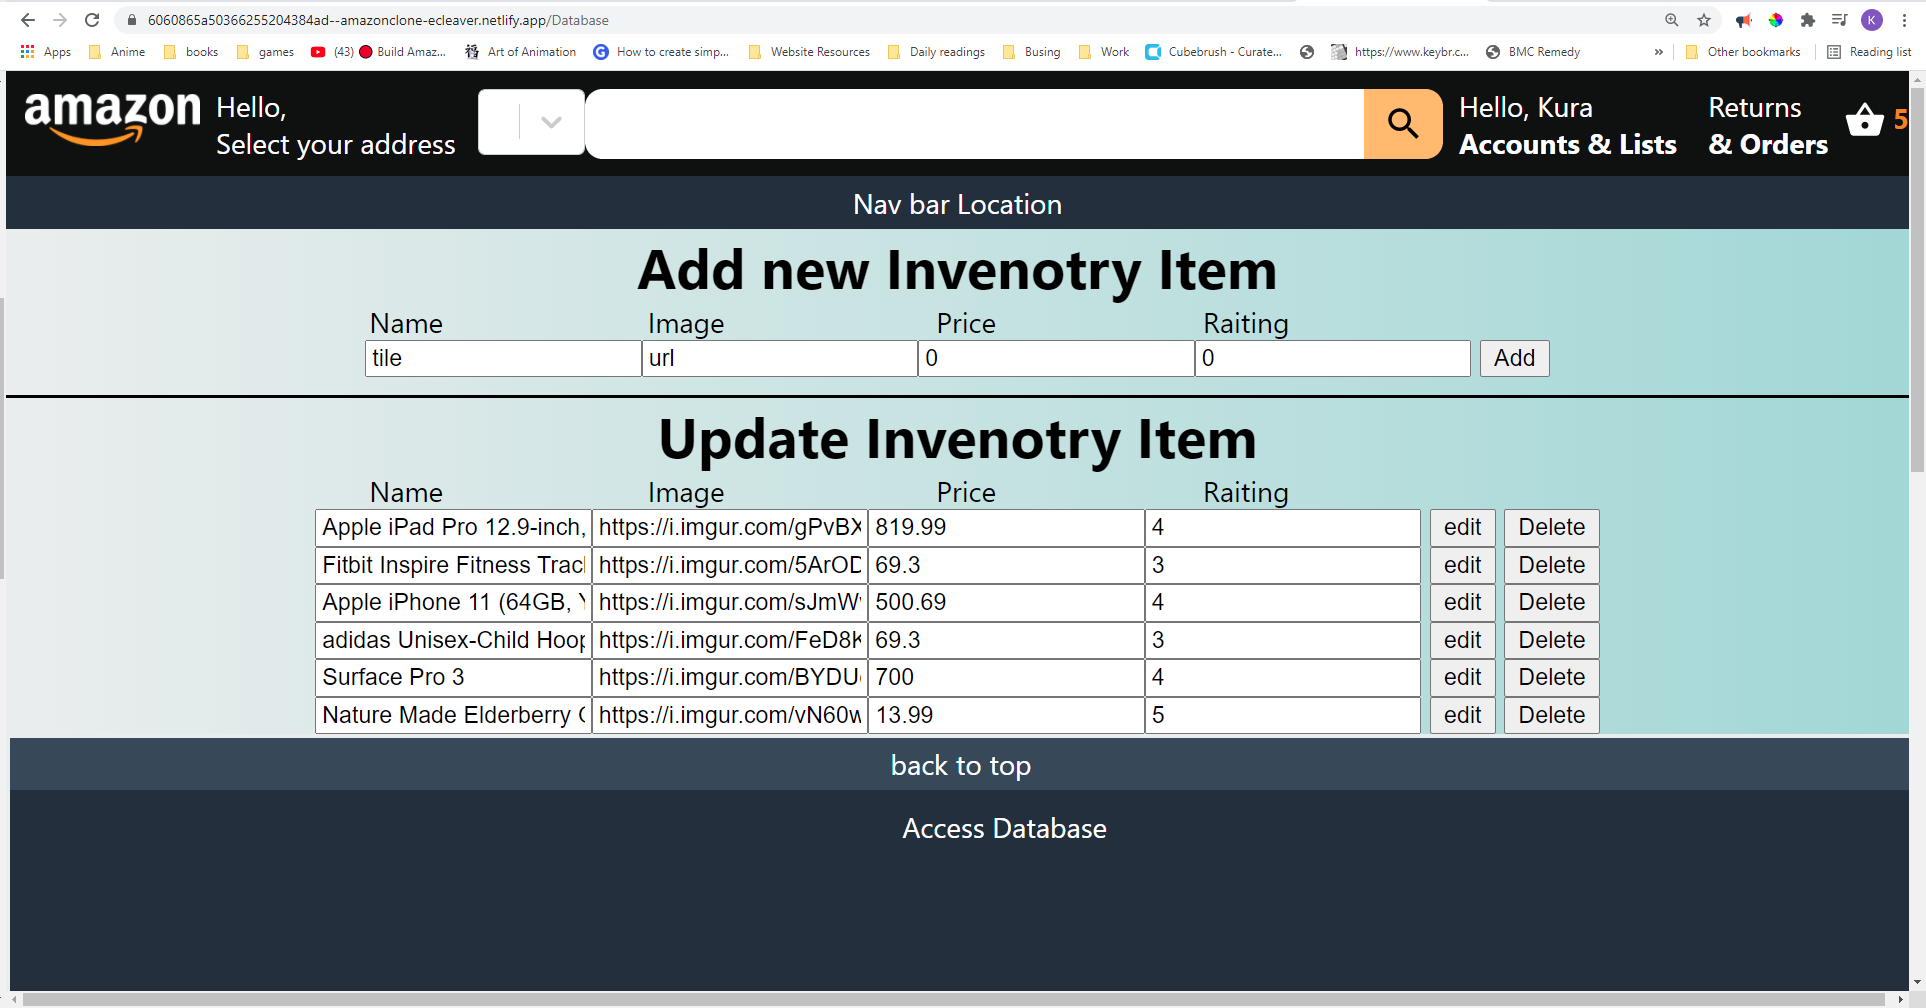 6060865a50366255204384ad--amazonclone-ecleaver.netlify.app/Database
K
Apps Anime books games (43) Build Amaz... Art of Animation How to create simp... Website Resources Daily readings Busing Work Cubebrush - Curate... https://www.keybr.c... BMC Remedy » Other bookmarks Reading list
amazon Hello, Hello, Kura Returns 5
Select your address Accounts & Lists & Orders
Nav bar Location
Add new Invenotry Item
Name Image Price Raiting
tile url 0 0 Add
Update Invenotry Item
Name Image Price Raiting
Apple iPad Pro 12.9-inch, https://i.imgur.com/gPvBX 819.99 4 edit Delete
Fitbit Inspire Fitness Trac https://i.imgur.com/5ArOD 69.3 3 edit Delete
Apple iPhone 11 (64GB, Y https://i.imgur.com/sJmW 500.69 4 edit Delete
adidas Unisex-Child Hoop https://i.imgur.com/FeD8K 69.3 3 edit Delete
Surface Pro 3 https://i.imgur.com/BYDU 700 4 edit Delete
Nature Made Elderberry G https://i.imgur.com/vN60w 13.99 5 edit Delete
back to top
Access Database